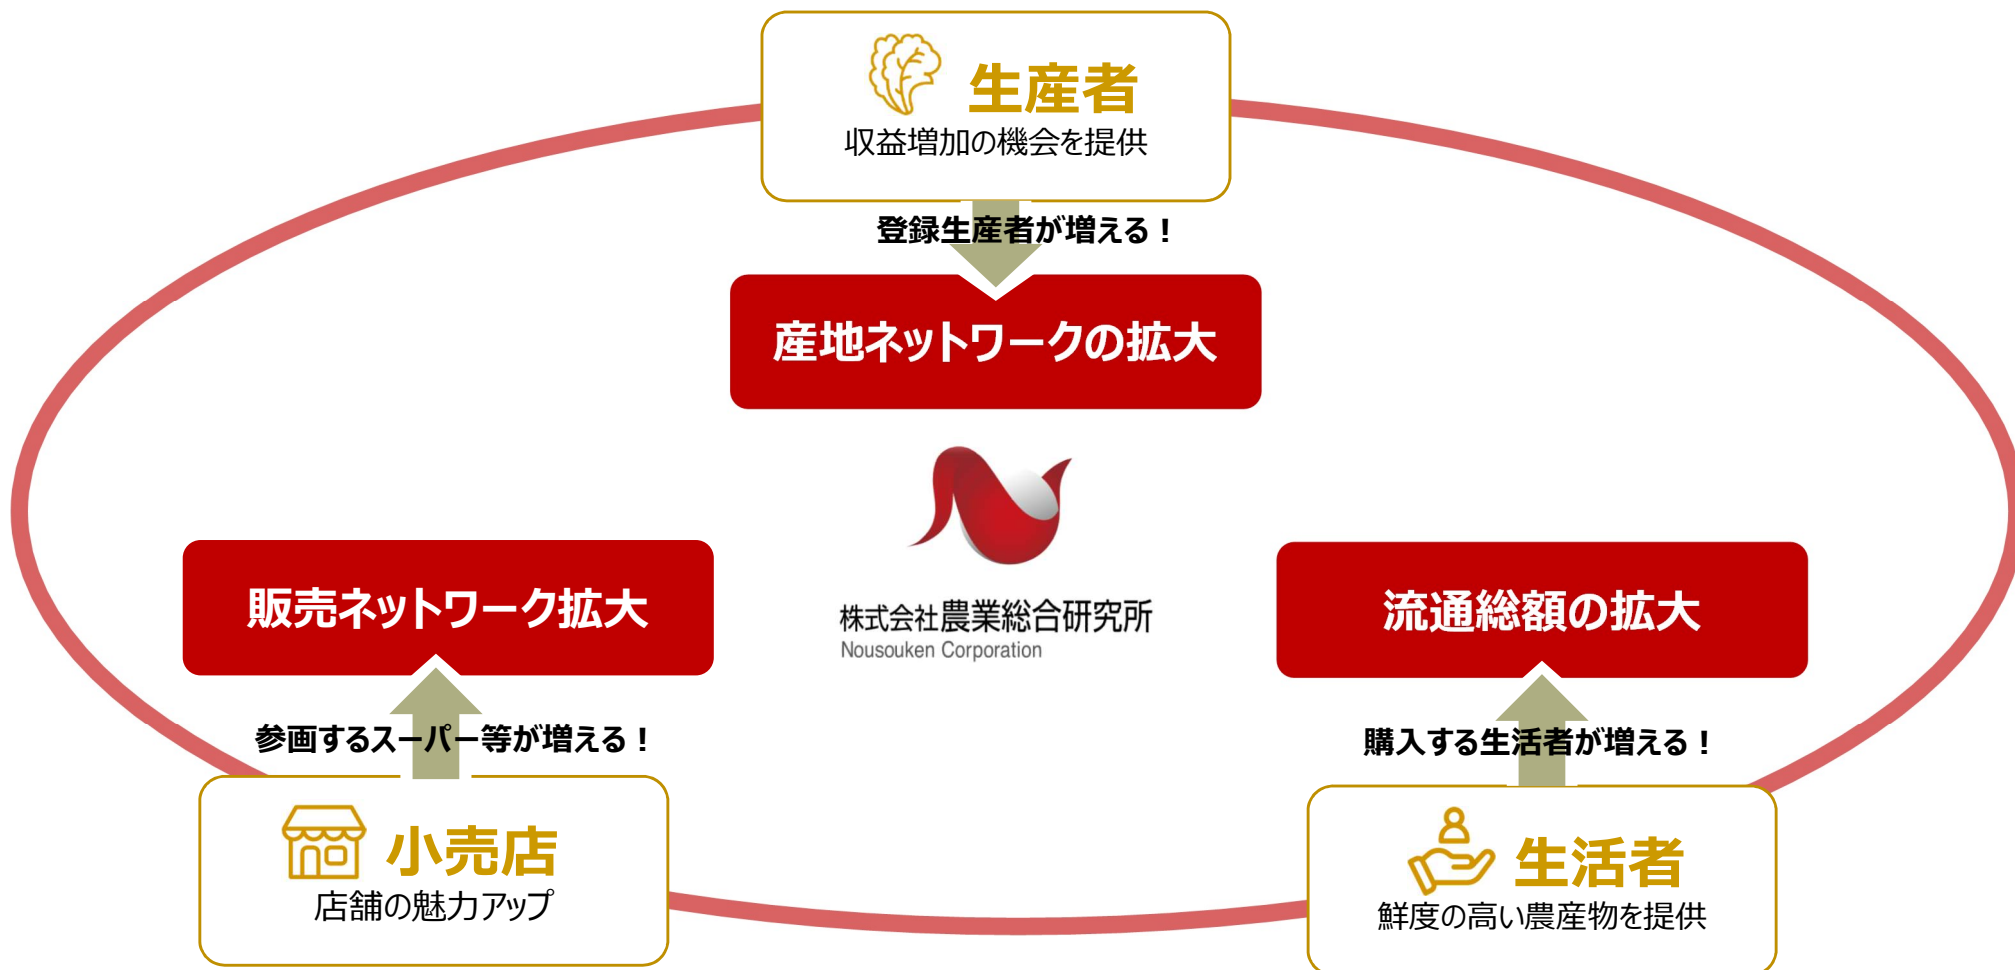 生産者
収益増加の機会を提供
登録生産者が増える！
産地ネットワークの拡大
株式会社農業総合研究所
Nousouken Corporation
販売ネットワーク拡大
参画するスーパー等が増える！
小売店
店舗の魅力アップ
流通総額の拡大
購入する生活者が増える！
生活者
鮮度の高い農産物を提供